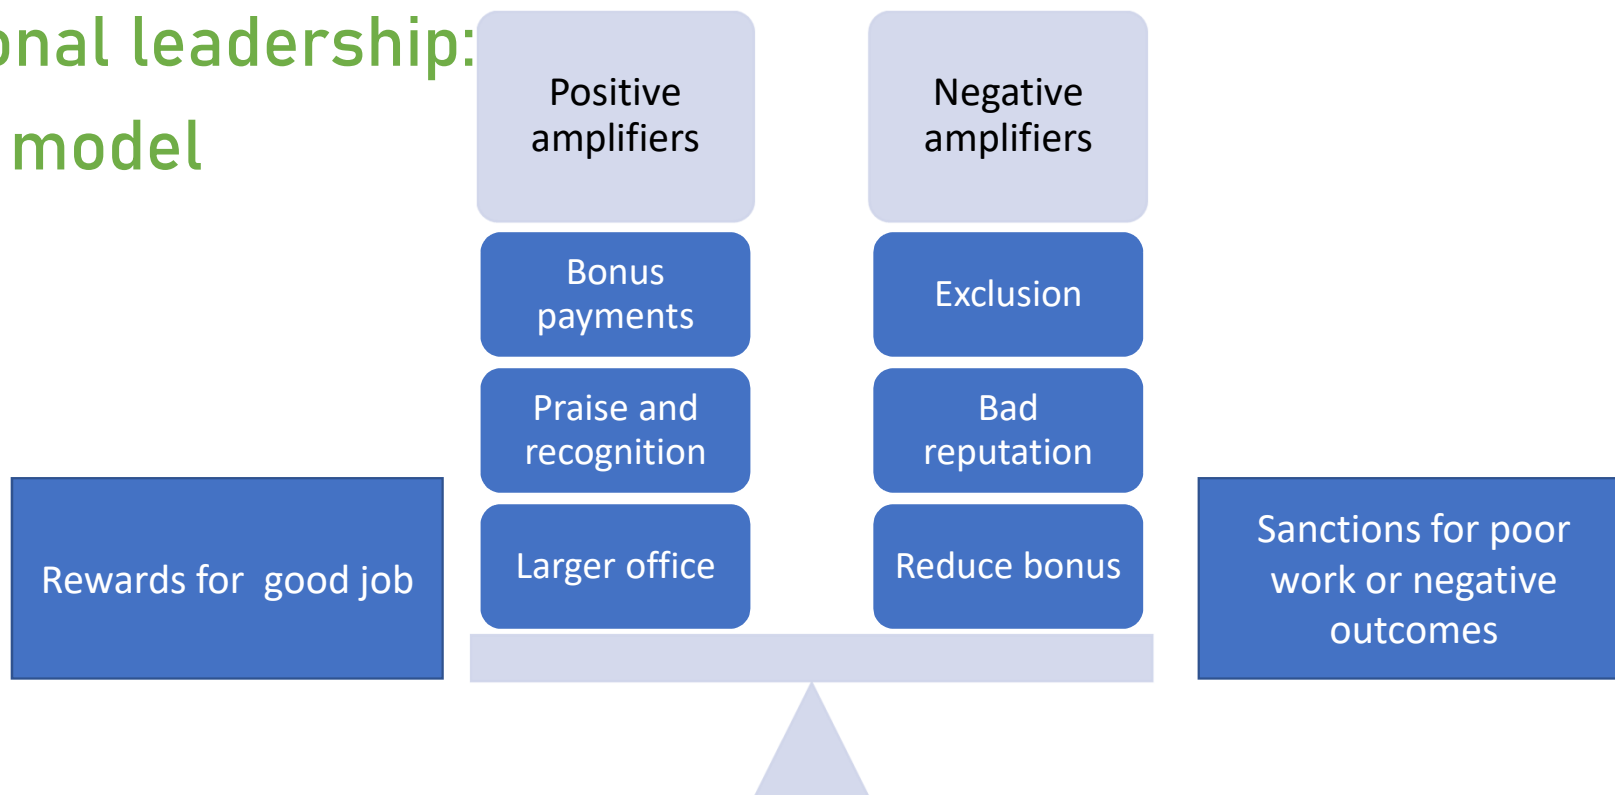 onal leadership:
model
Positive
amplifiers
Bonus
payments
Praise and
recognition
Larger office
Negative
amplifiers
Exclusion
Bad
reputation
Reduce bonus
Rewards for  good job
Sanctions for poor
work or negative
outcomes